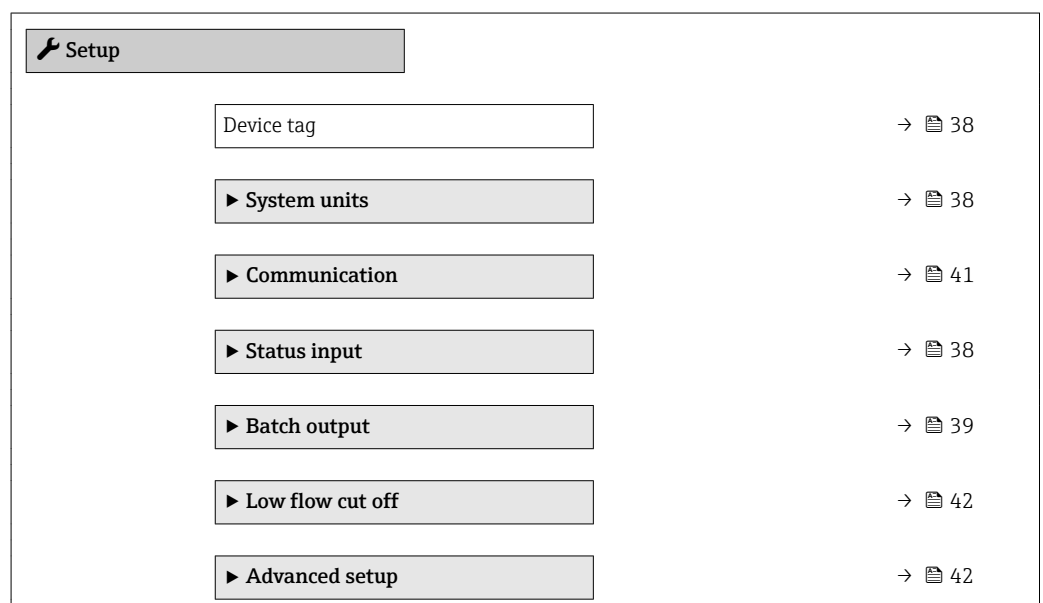 Setup
Device tag → 38
▶ System units → 38
▶ Communication → 41
▶ Status input → 38
▶ Batch output → 39
▶ Low flow cut off → 42
▶ Advanced setup → 42